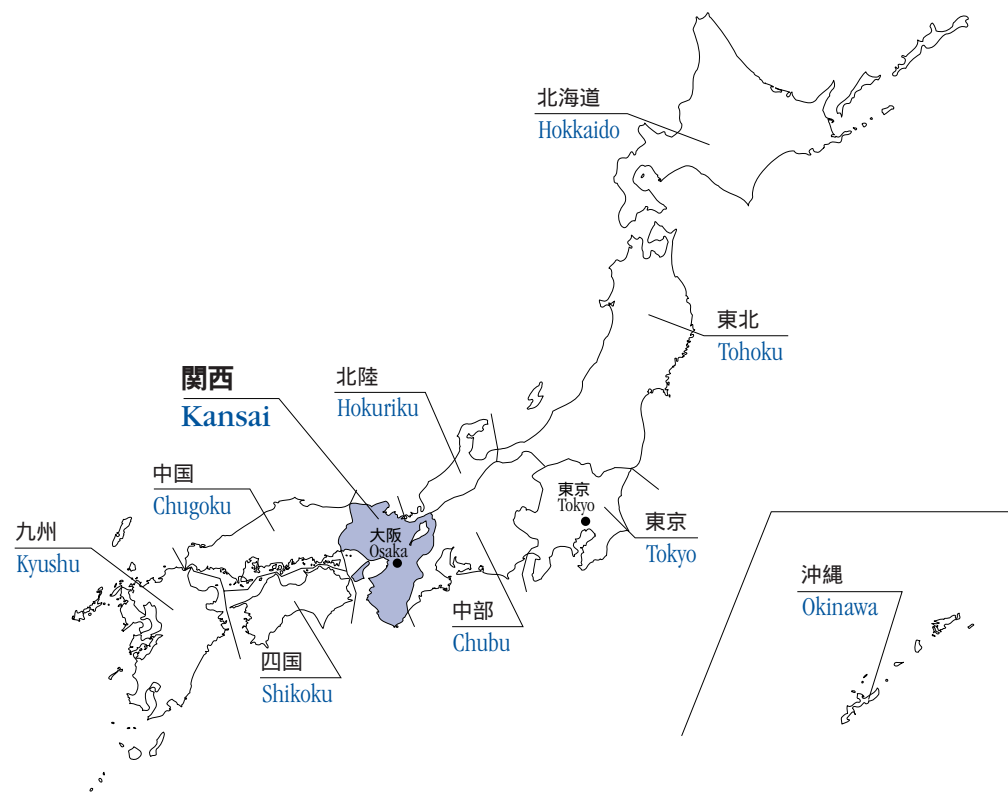 北海道
Hokkaido
東北
Tohoku
関西
Kansai
北陸
Hokuriku
中国
Chugoku
東京
Tokyo
九州
Kyushu
大阪
Osaka
東京
Tokyo
沖縄
Okinawa
中部
Chubu
四国
Shikoku